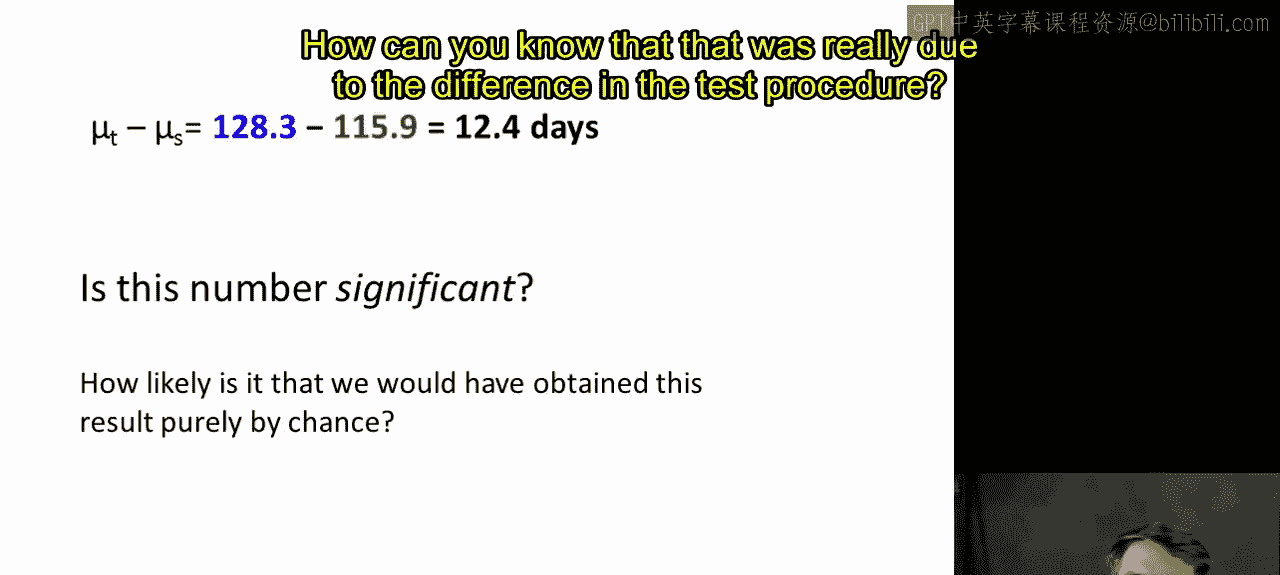 GPT中英字幕课程资源@bilibili.com
How can you know that that was really due
to the difference in the test procedure?
μt – μs= 128.3 – 115.9 = 12.4 days
Is this number significant?
How likely is it that we would have obtained this
result purely by chance?